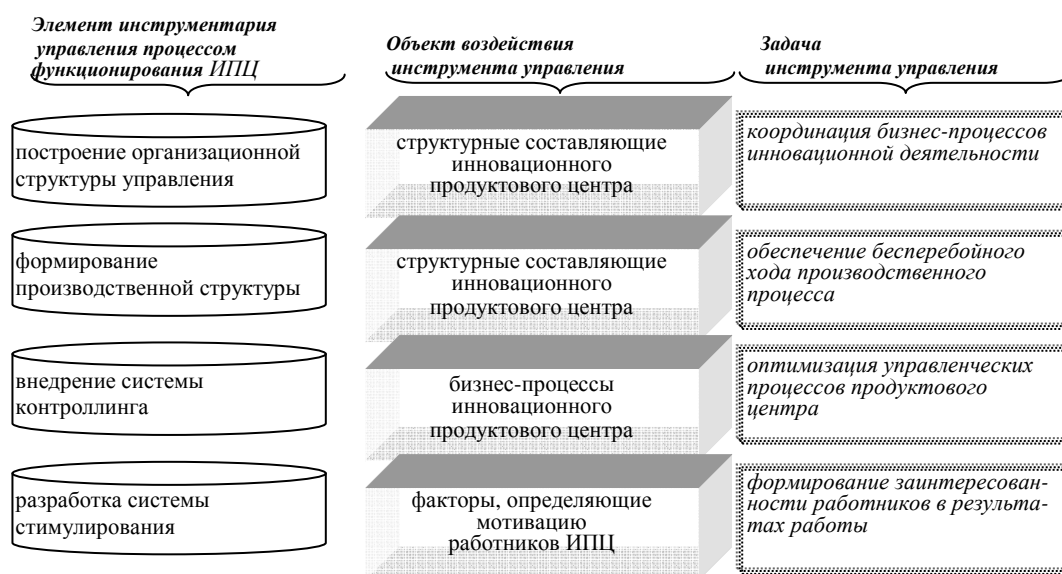 Элемент инструментария
управления процессом
функционирования ИПЦ
Объект воздействия
инструмента управления
Задача
инструмента управления
построение организационной
структуры управления
структурные составляющие
инновационного
продуктового центра
координация бизнес-процессов
инновационной деятельности
формирование
производственной структуры
структурные составляющие
инновационного
продуктового центра
обеспечение бесперебойного
хода производственного
процесса
внедрение системы
контроллинга
бизнес-процессы
инновационного
продуктового центра
оптимизация управленческих
процессов продуктового
центра
разработка системы
стимулирования
факторы, определяющие
мотивацию
работников ИПЦ
формирование заинтересован-
ности работников в результа-
тах работы